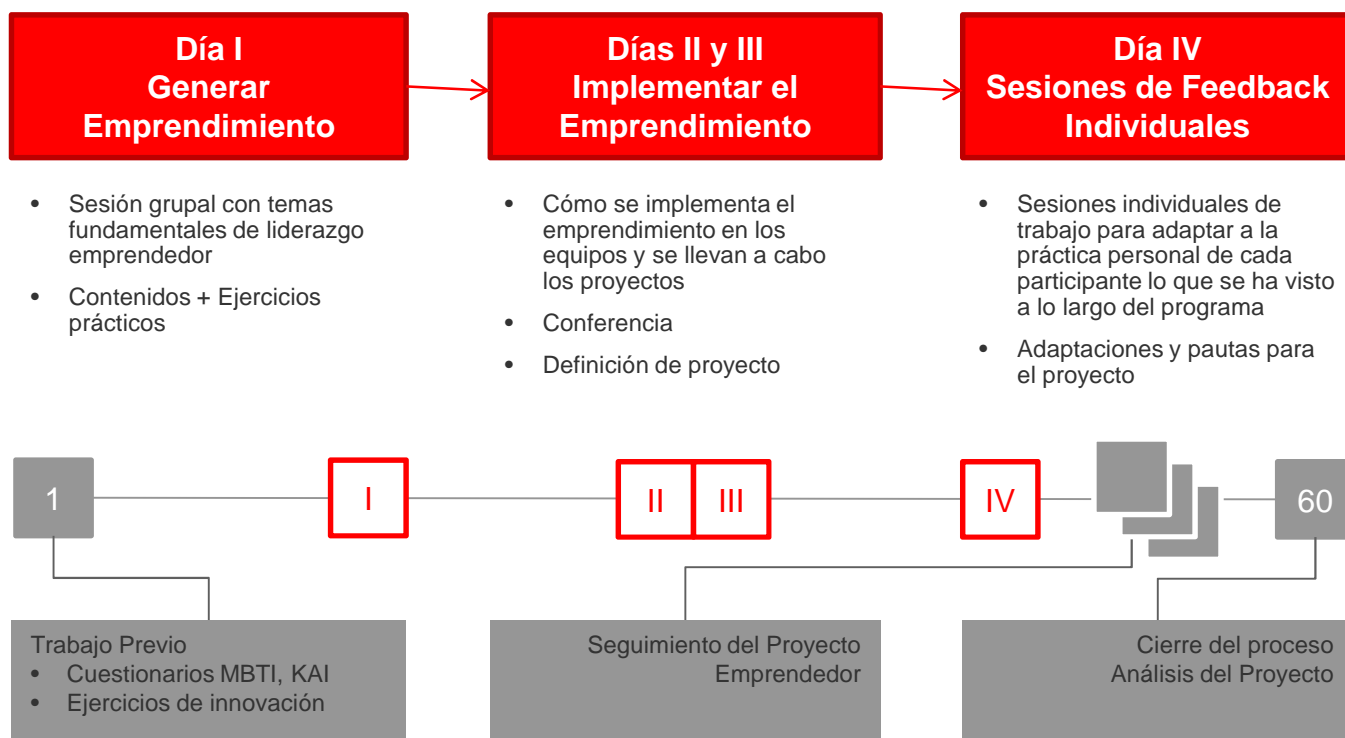 Día I
Generar
Emprendimiento
Días II y III
Implementar el
Emprendimiento
Día IV
Sesiones de Feedback
Individuales
• Sesión grupal con temas
fundamentales de liderazgo
emprendedor
• Contenidos + Ejercicios
prácticos
• Cómo se implementa el
emprendimiento en los
equipos y se llevan a cabo
los proyectos
• Conferencia
• Definición de proyecto
• Sesiones individuales de
trabajo para adaptar a la
práctica personal de cada
participante lo que se ha visto
a lo largo del programa
• Adaptaciones y pautas para
el proyecto
1
I
II
III
IV
60
Trabajo Previo
• Cuestionarios MBTI, KAI
• Ejercicios de innovación
Seguimiento del Proyecto
Emprendedor
Cierre del proceso
Análisis del Proyecto